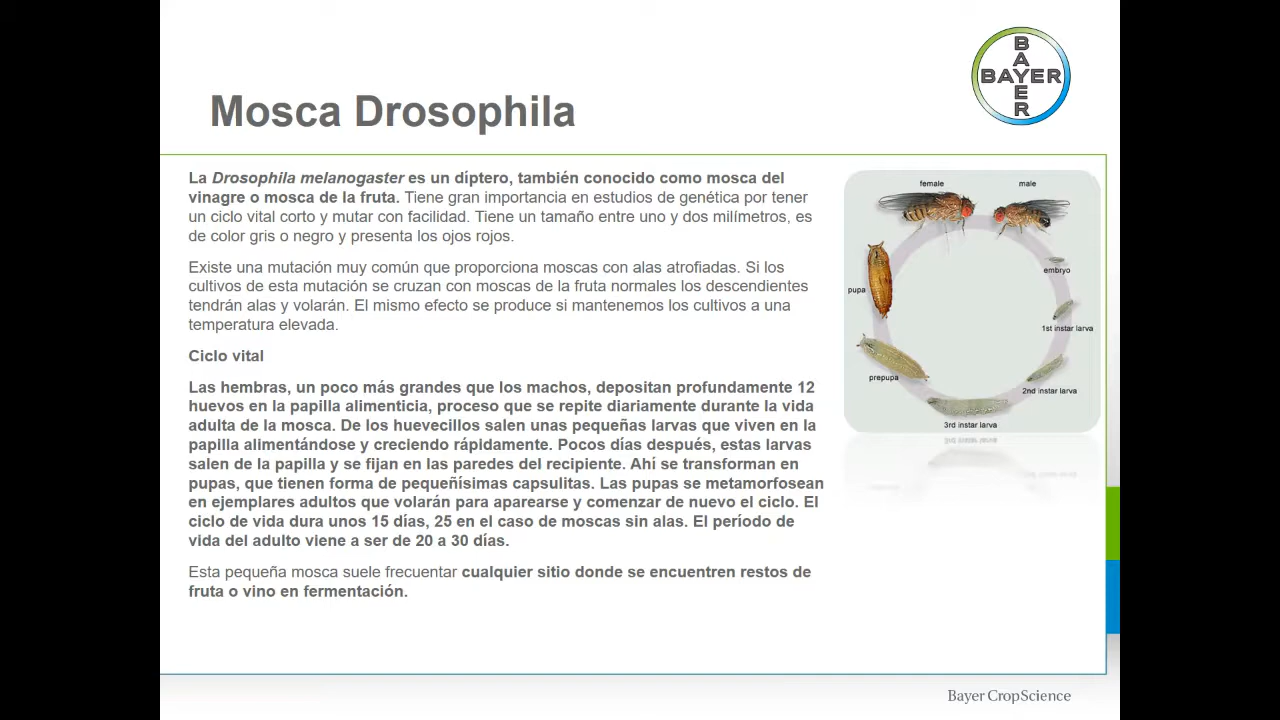 BAYER
BAYER
Mosca Drosophila
La Drosophila melanogaster es un díptero, también conocido como mosca del
vinagre o mosca de la fruta. Tiene gran importancia en estudios de genética por tener
un ciclo vital corto y mutar con facilidad. Tiene un tamaño entre uno y dos milímetros, es
de color gris o negro y presenta los ojos rojos.
Existe una mutación muy común que proporciona moscas con alas atrofiadas. Si los
cultivos de esta mutación se cruzan con moscas de la fruta normales los descendientes
tendrán alas y volarán. El mismo efecto se produce si mantenemos los cultivos a una
temperatura elevada.
Ciclo vital
Las hembras, un poco más grandes que los machos, depositan profundamente 12
huevos en la papilla alimenticia, proceso que se repite diariamente durante la vida
adulta de la mosca. De los huevecillos salen unas pequeñas larvas que viven en la
papilla alimentándose y creciendo rápidamente. Pocos días después, estas larvas
salen de la papilla y se fijan en las paredes del recipiente. Ahí se transforman en
pupas, que tienen forma de pequeñísimas capsulitas. Las pupas se metamorfosean
en ejemplares adultos que volarán para aparearse y comenzar de nuevo el ciclo. El
ciclo de vida dura unos 15 días, 25 en el caso de moscas sin alas. El período de
vida del adulto viene a ser de 20 a 30 días.
Esta pequeña mosca suele frecuentar cualquier sitio donde se encuentren restos de
fruta o vino en fermentación.
female
male
embryo
1st instar larva
2nd instar larva
3rd instar larva
prepupa
pupa
Bayer CropScience